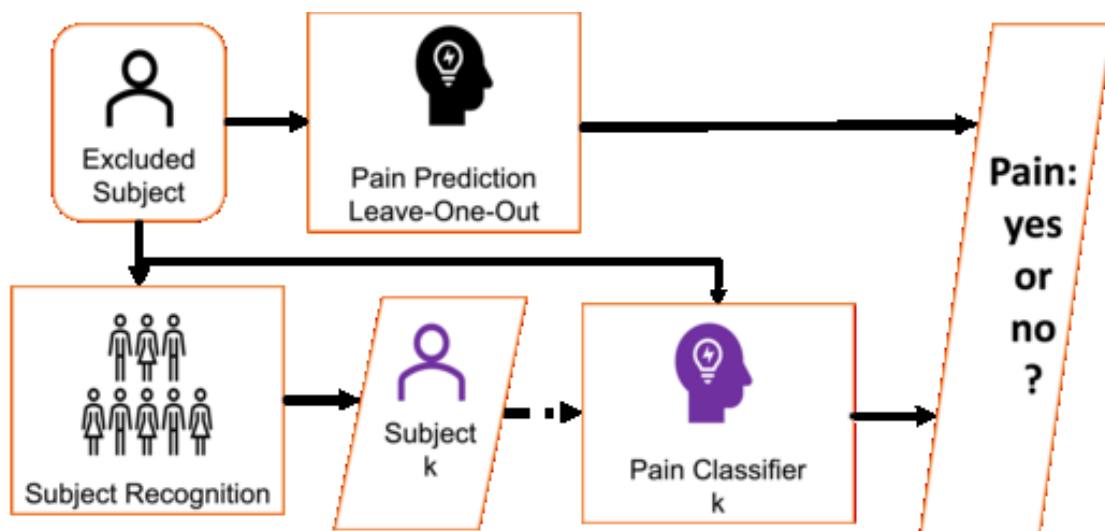 Excluded
Subject
Pain Prediction
Leave-One-Out
Pain:
yes
or
no
?
Subject Recognition
Subject
k
Pain Classifier
k